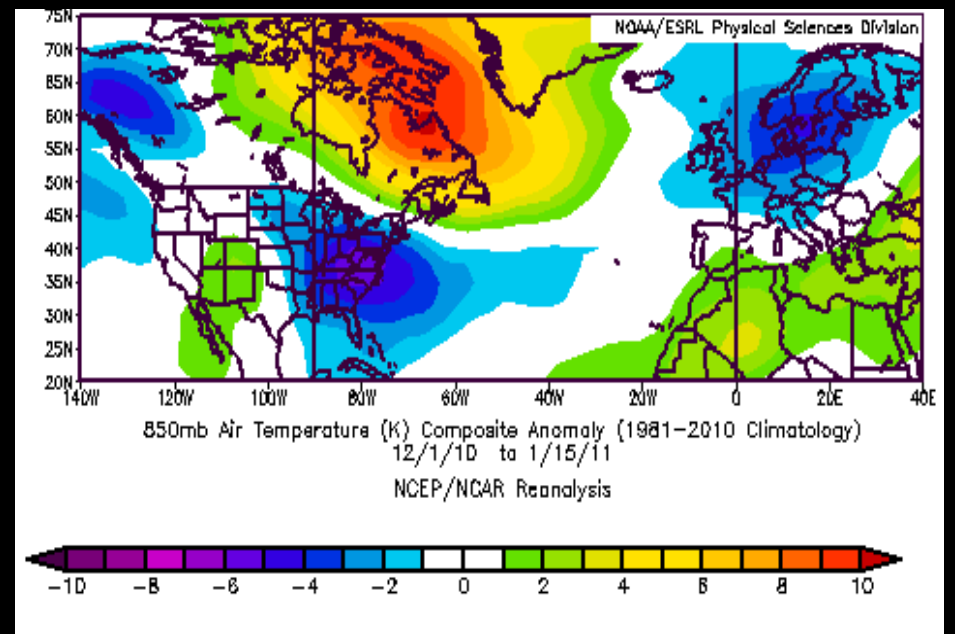 NOAA/ESRL Physical Sciences Division
75N
70N
65N
60N
55N
50N
45N
40N
35N
30N
25N
20N
140W 120W 100W 80W 60W 40W 20W 0 20E 40E
850mb Air Temperature (K) Composite Anomaly (1981-2010 Climatology)
12/1/10 to 1/15/11
NCEP/NCAR Reanalysis
-10 -8 -6 -4 -2 0 2 4 6 8 10